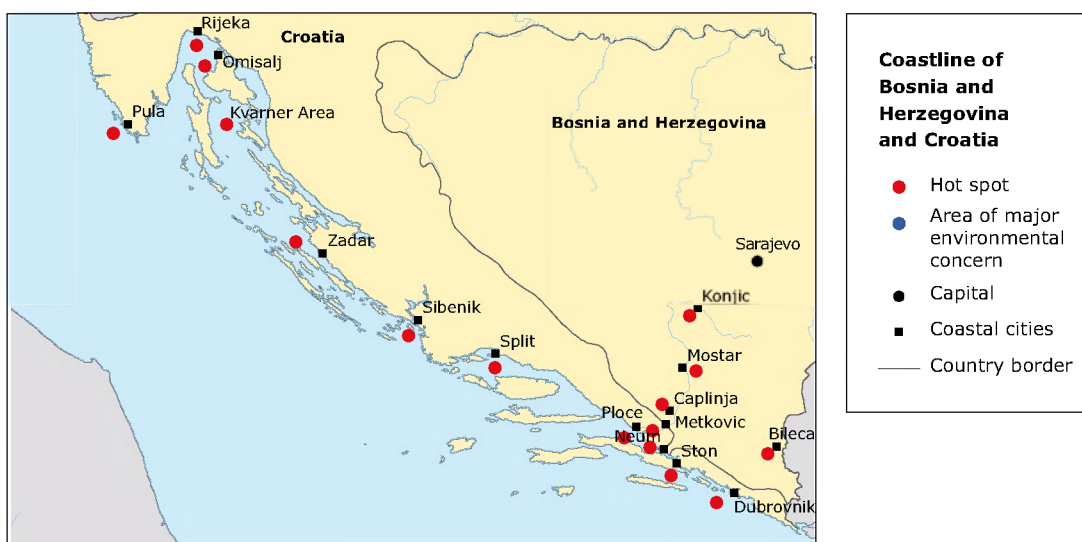 Rijeka
Croatia
Omisalj
Pula
Kvarner Area
Bosnia and Herzegovina
Zadar
Sarajevo
Sibenik
Konjic
Split
Mostar
Caplinja
Ploce
Metkovic
Neum
Bileca
Ston
Dubrovnik
Coastline of
Bosnia and
Herzegovina
and Croatia
Hot spot
Area of major
environmental
concern
Capital
Coastal cities
Country border